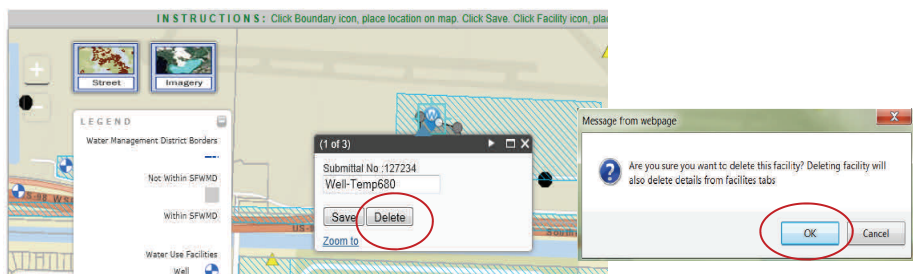 INSTRUCTIONS: Click Boundary icon, place location on map. Click Save. Click Facility icon, pla
Street
Imagery
LEGEND
Water Management District Borders
Not Within SFWMD
Within SFWMD
Water Use Facilities
Well
(1 of 3)
Submittal No :127234
Well-Temp680
Save
Delete
Zoom to
Message from webpage
Are you sure you want to delete this facility? Deleting facility will
also delete details from facilites tabs
OK
Cancel